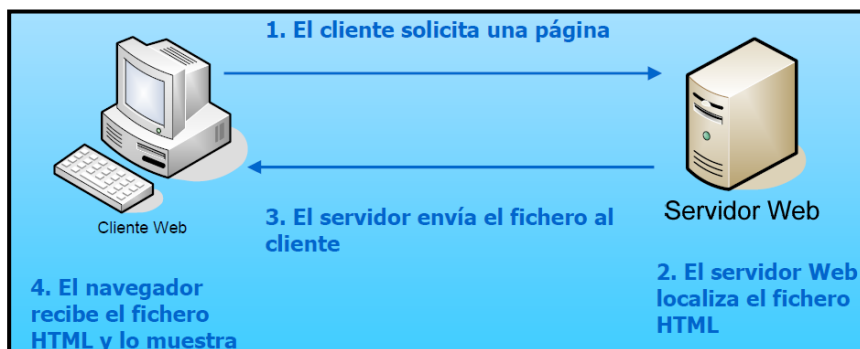 1. El cliente solicita una página
Cliente Web
Servidor Web
3. El servidor envía el fichero al
cliente
2. El servidor Web
localiza el fichero
HTML
4. El navegador
recibe el fichero
HTML y lo muestra